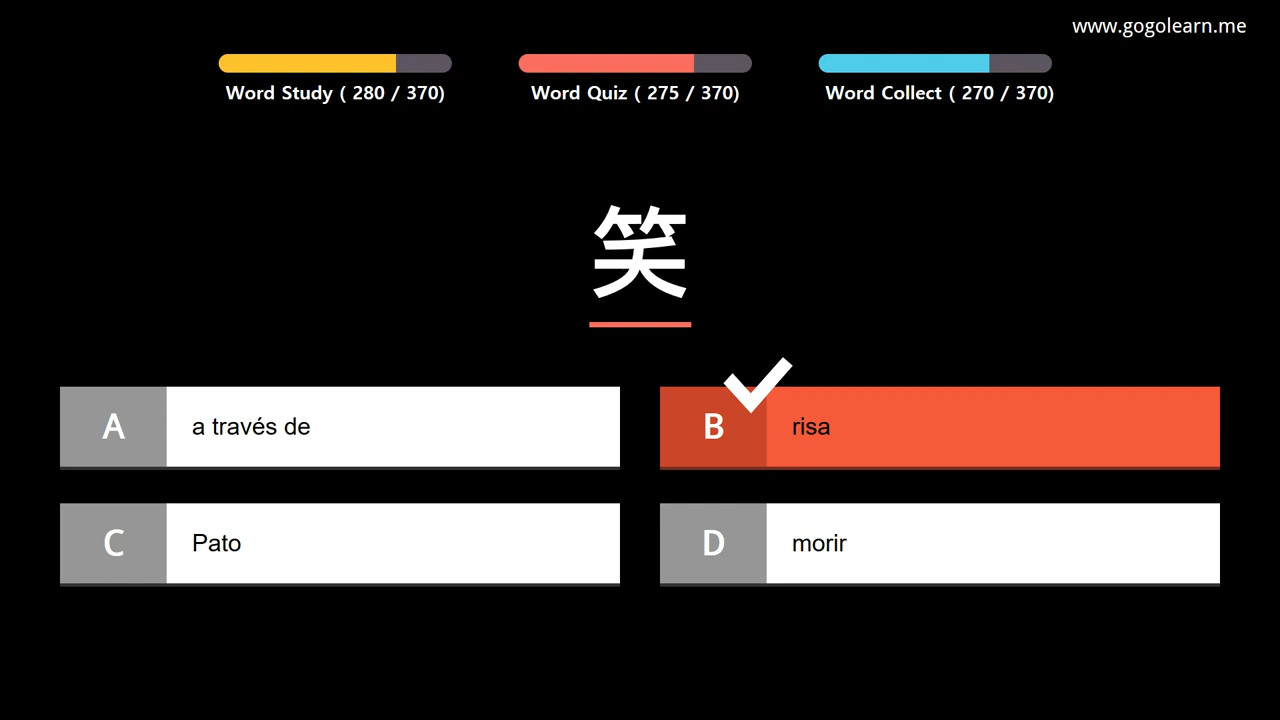 www.gogolearn.me
Word Study ( 280 / 370)
Word Quiz ( 275 / 370)
Word Collect ( 270 / 370)
笑
A
a través de
B
risa
C
Pato
D
morir